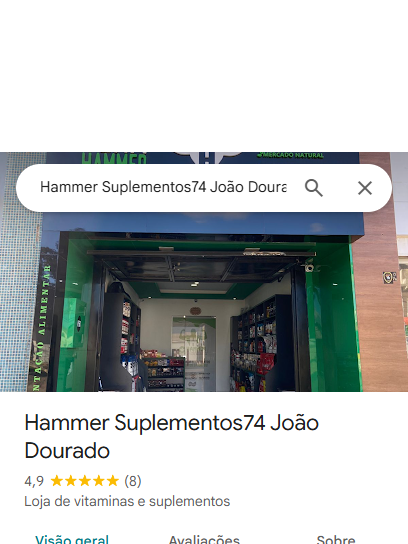 HAMMER
MERCADO NATURAL
Hammer Suplementos74 João Doura
NTAÇÃO ALIMENTAR
Hammer Suplementos74 João
Dourado
4,9 (8)
Loja de vitaminas e suplementos
Visão geral Avaliações Sobre